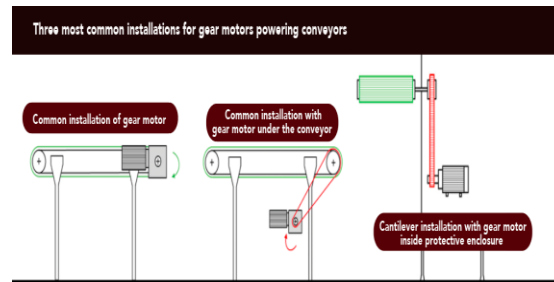 Three most common installations for gear motors powering conveyors
Common installation of gear motor
Common installation with
gear motor under the conveyor
Cantilever installation with gear motor
inside protective enclosure